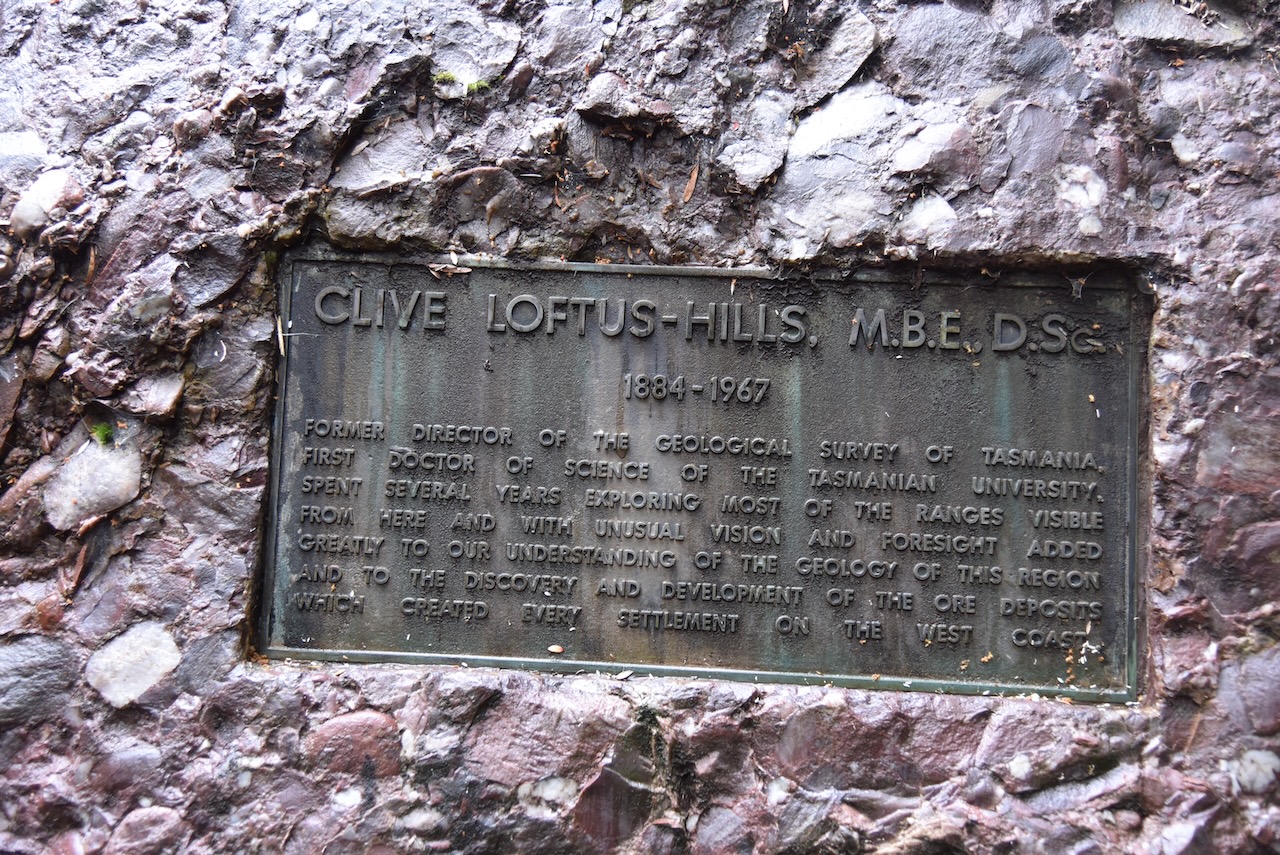 CLIVE LOFTUS-HILLS, M.B.E., D.Sc.
1884-1967
FORMER DIRECTOR OF THE GEOLOGICAL SURVEY OF TASMANIA,
FIRST DOCTOR OF SCIENCE OF THE TASMANIAN UNIVERSITY,
SPENT SEVERAL YEARS EXPLORING MOST OF THE RANGES VISIBLE
FROM HERE AND WITH UNUSUAL VISION AND FORESIGHT ADDED
GREATLY TO OUR UNDERSTANDING OF THE GEOLOGY OF THIS REGION
AND TO THE DISCOVERY AND DEVELOPMENT OF THE ORE DEPOSITS
WHICH CREATED EVERY SETTLEMENT ON THE WEST COAST.